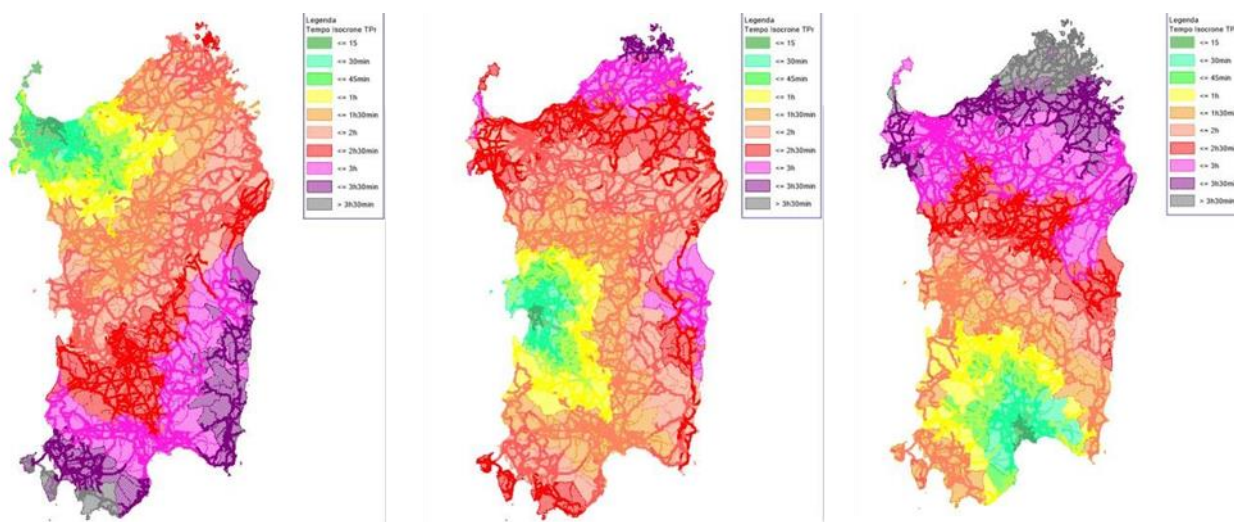 Legenda
Tempo Isocrone TPr
<= 15
<= 30min
<= 45min
<= 1h
<= 1h30min
<= 2h
<= 2h30min
<= 3h
<= 3h30min
> 3h30min
Legenda
Tempo Isocrone TPr
<= 15
<= 30min
<= 45min
<= 1h
<= 1h30min
<= 2h
<= 2h30min
<= 3h
<= 3h30min
> 3h30min
Legenda
Tempo Isocrone TPr
<= 15
<= 30min
<= 45min
<= 1h
<= 1h30min
<= 2h
<= 2h30min
<= 3h
<= 3h30min
> 3h30min